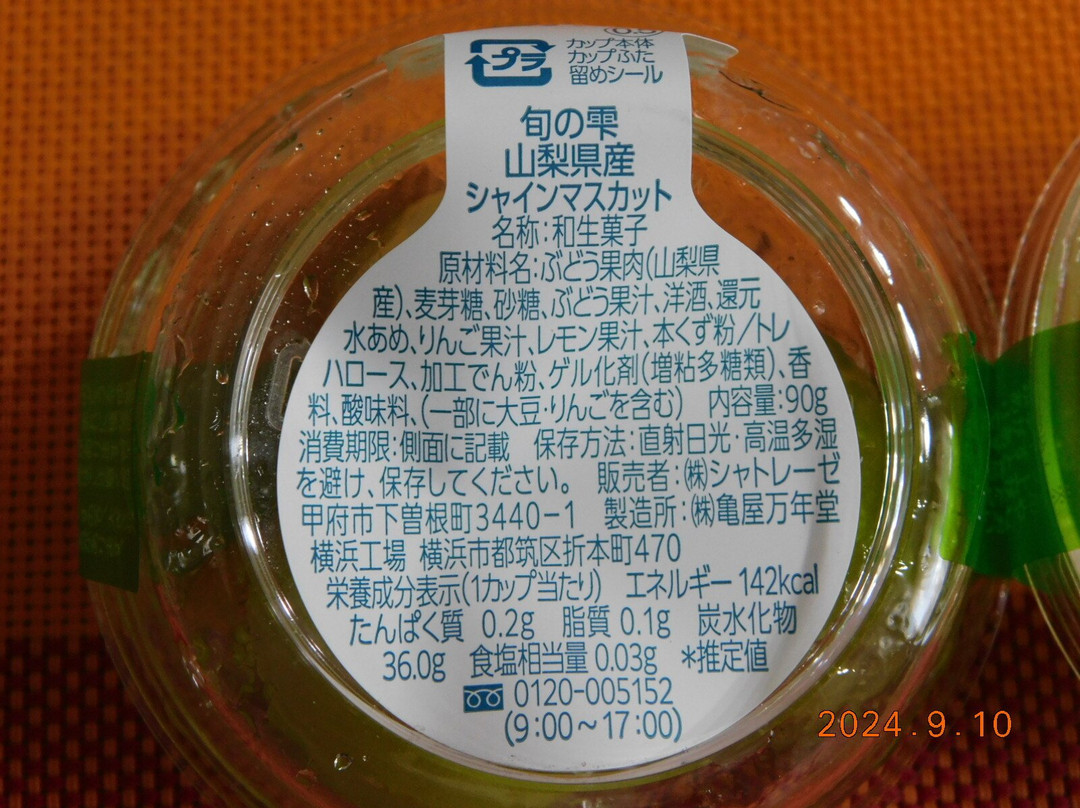 プラ
カップ本体
カップふた
留めシール
旬の雫
山梨県産
シャインマスカット
名称:和生菓子
原材料名:ぶどう果肉(山梨県
産)、麦芽糖、砂糖、ぶどう果汁、洋酒、還元
水あめ、りんご果汁、レモン果汁、本くず粉/トレ
ハロース、加工でん粉、ゲル化剤(増粘多糖類)、香
料、酸味料、(一部に大豆・りんごを含む) 内容量:90g
消費期限:側面に記載 保存方法:直射日光・高温多湿
を避け、保存してください。 販売者:㈱シャトレーゼ
甲府市下曽根町3440-1 製造所:㈱亀屋万年堂
横浜工場 横浜市都筑区折本町470
栄養成分表示(1カップ当たり) エネルギー 142kcal
たんぱく質 0.2g 脂質 0.1g 炭水化物
36.0g 食塩相当量 0.03g *推定値
0120-005152
(9:00~17:00)
2024.9.10